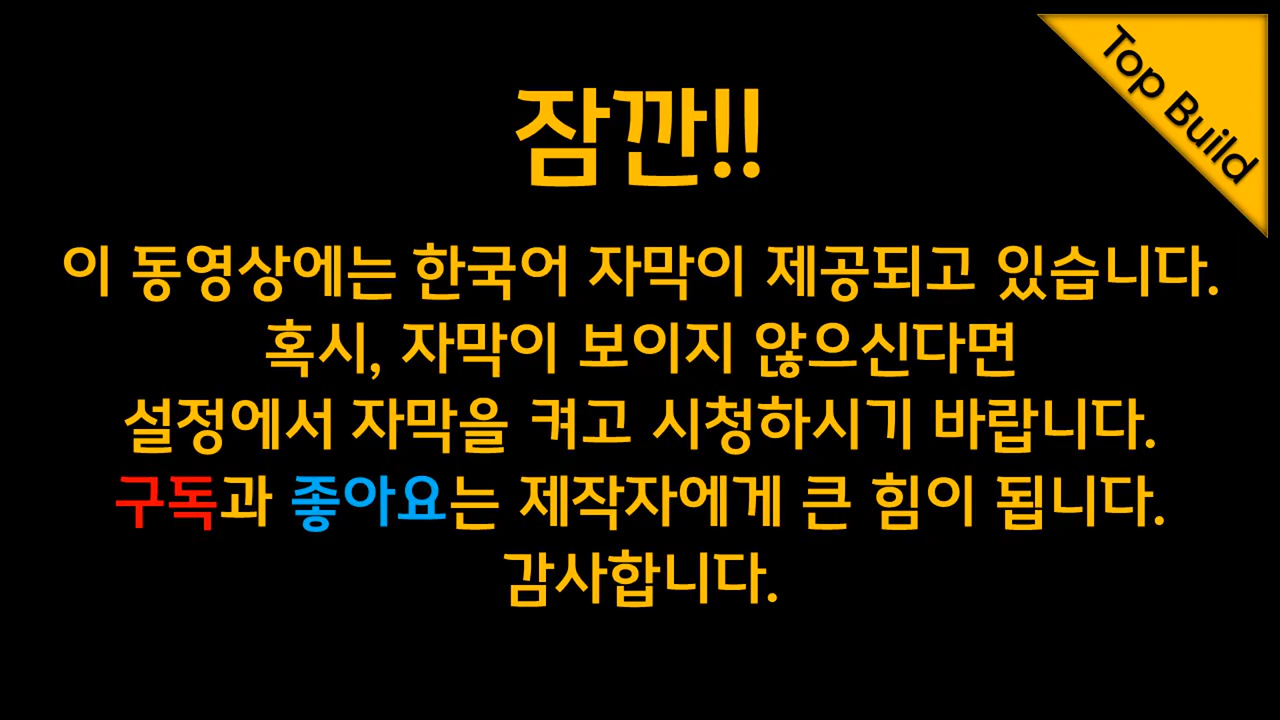 Top Build
잠깐!!
이 동영상에는 한국어 자막이 제공되고 있습니다.
혹시, 자막이 보이지 않으신다면
설정에서 자막을 켜고 시청하시기 바랍니다.
구독과 좋아요는 제작자에게 큰 힘이 됩니다.
감사합니다.